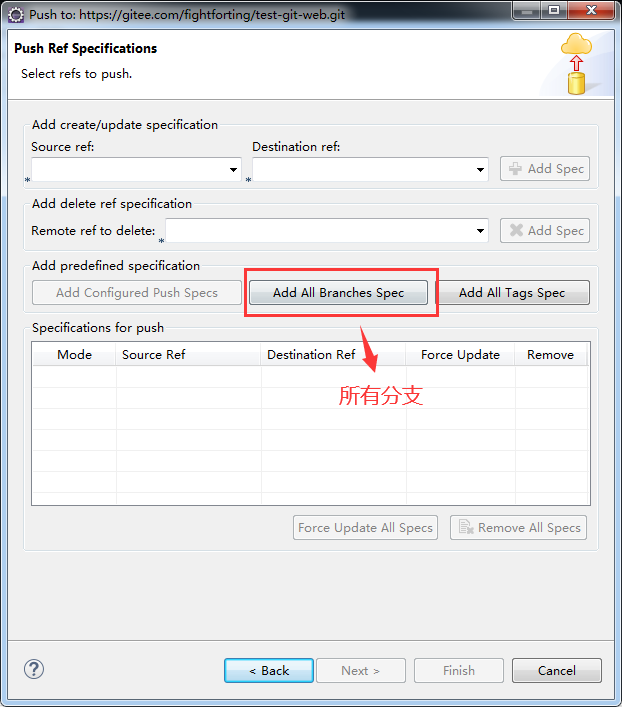 Push to: https://gitee.com/fightforting/test-git-web.git
Push Ref Specifications
Select refs to push.
Add create/update specification
Source ref: Destination ref:
* * Add Spec
Add delete ref specification
Remote ref to delete: * Add Spec
Add predefined specification
Add Configured Push Specs Add All Branches Spec Add All Tags Spec
Specifications for push
Mode Source Ref Destination Ref Force Update Remove
所有分支
Force Update All Specs Remove All Specs
? < Back Next > Finish Cancel